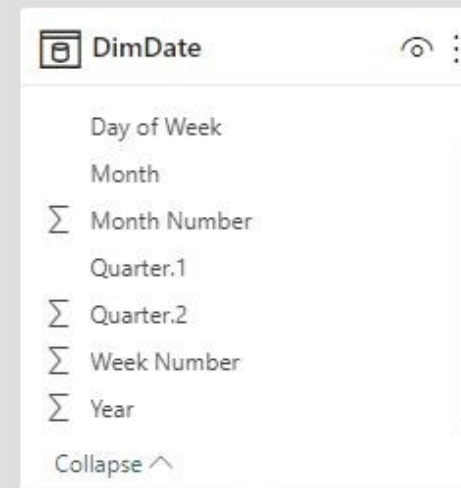 DimDate
Day of Week
Month
Σ Month Number
Quarter.1
Σ Quarter.2
Σ Week Number
Σ Year
Collapse